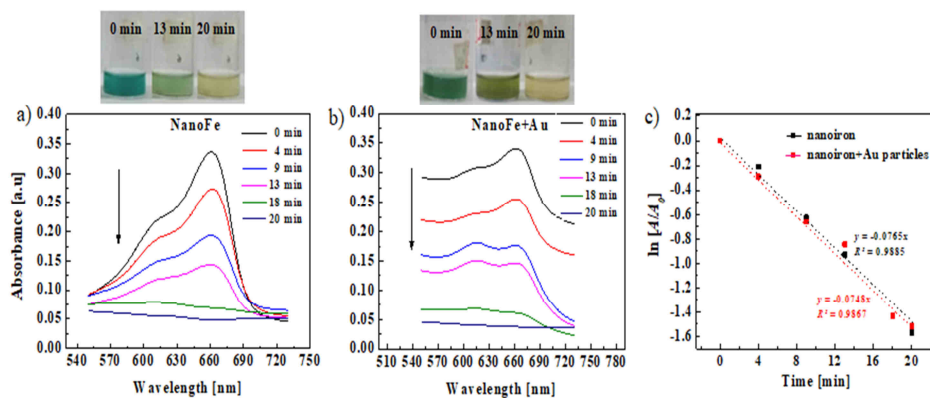 0 min 13 min 20 min
0 min 13 min 20 min
a)
NanoFe
0 min
4 min
9 min
13 min
18 min
20 min
0.40
0.35
0.30
0.25
0.20
0.15
0.10
0.05
0.00
Absorbance [a.u]
540 570 600 630 660 690 720 750
Wavelength [nm]
b)
NanoFe+Au
0 min
4 min
9 min
13 min
18 min
20 min
0.40
0.35
0.30
0.25
0.20
0.15
0.10
0.05
0.00
510 540 570 600 630 660 690 720 750
Wavelength [nm]
c)
nanoiron
nanoiron+Au particles
0.2
0.0
-0.2
-0.4
-0.6
-0.8
-1.0
-1.2
-1.4
-1.6
ln [A/A₀]
y = -0.0765x
R² = 0.9885
y = -0.0748x
R² = 0.9867
0 4 8 12 16 20
Time [min]